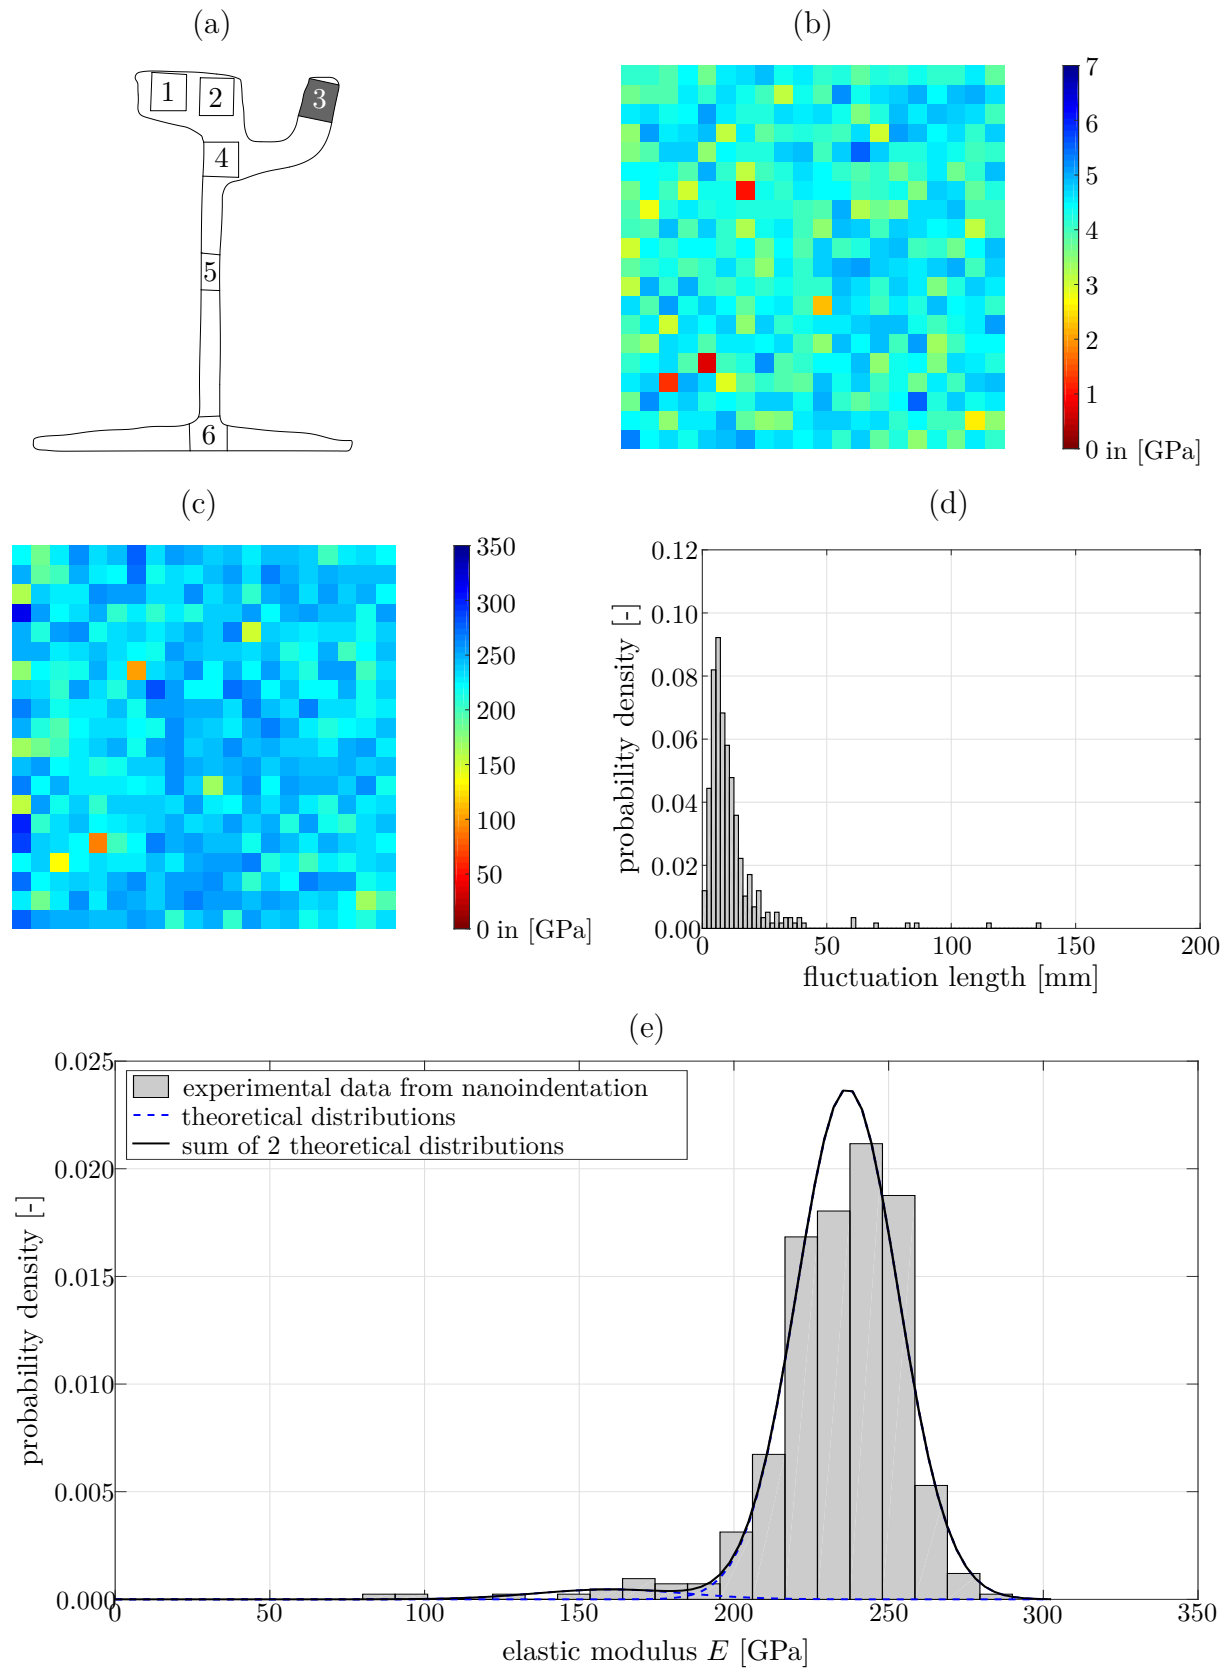 (a)
1
2
3
4
5
6
(b)
7
6
5
4
3
2
1
0 in [GPa]
(c)
350
300
250
200
150
100
50
0 in [GPa]
(d)
0.12
0.10
0.08
0.06
0.04
0.02
0.00
probability density [-]
0 50 100 150 200
fluctuation length [mm]
(e)
0.025
0.020
0.015
0.010
0.005
0.000
probability density [-]
experimental data from nanoindentation
theoretical distributions
sum of 2 theoretical distributions
0 50 100 150 200 250 300 350
elastic modulus E [GPa]